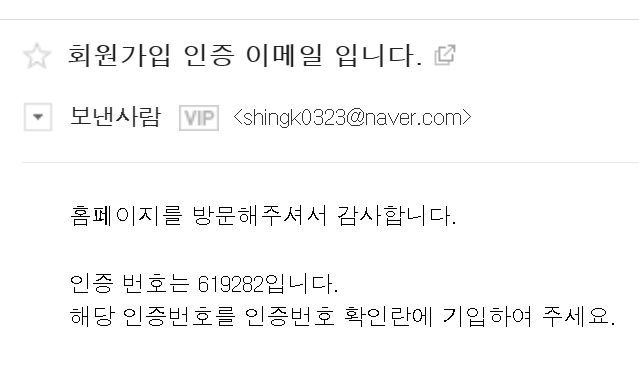 회원가입 인증 이메일 입니다.
보낸사람 VIP <shingk0323@naver.com>
홈페이지를 방문해주셔서 감사합니다.
인증 번호는 619282입니다.
해당 인증번호를 인증번호 확인란에 기입하여 주세요.